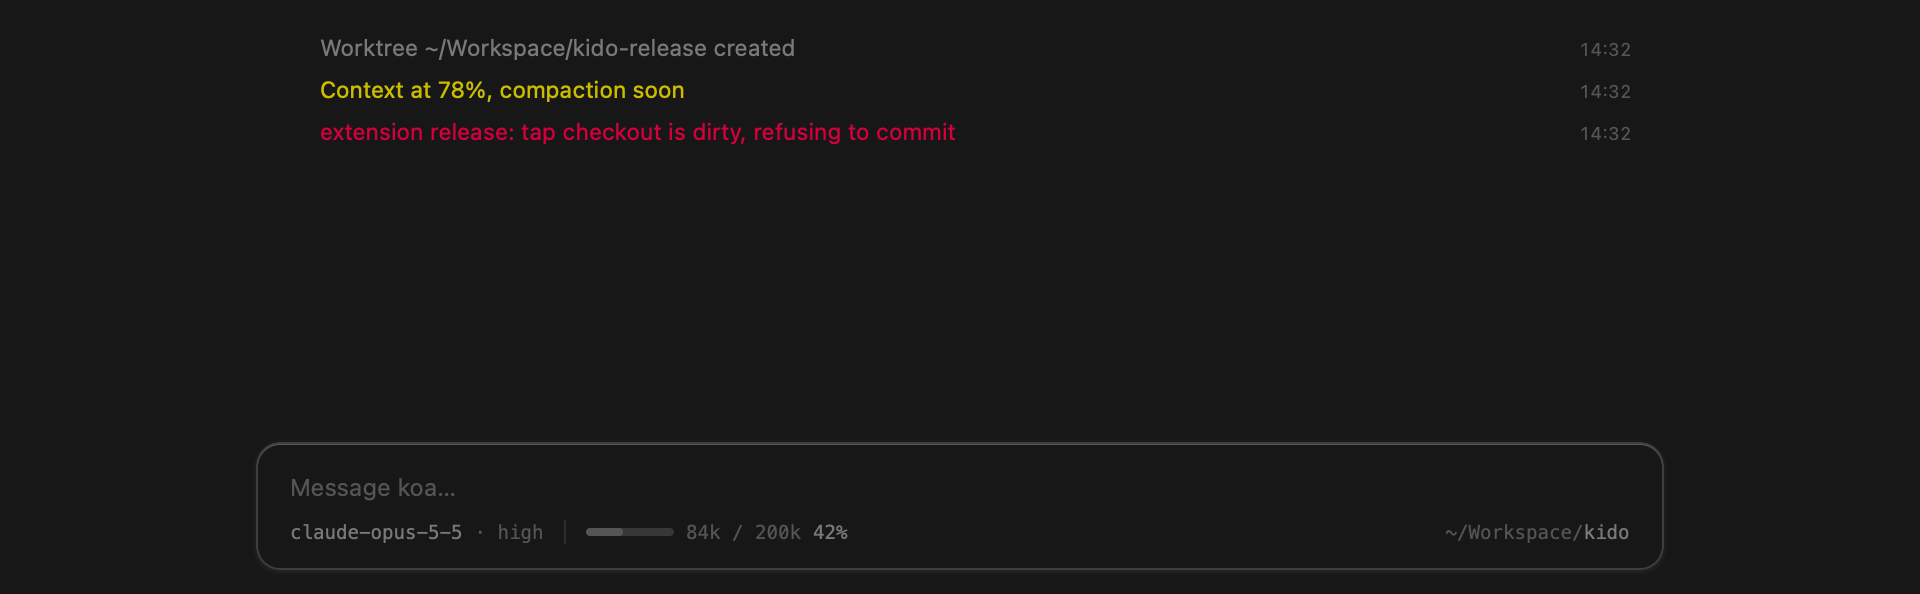 Worktree ~/Workspace/kido-release created 14:32
Context at 78%, compaction soon 14:32
extension release: tap checkout is dirty, refusing to commit 14:32
Message koa...
claude-opus-5-5 · high 84k / 200k 42% ~/Workspace/kido